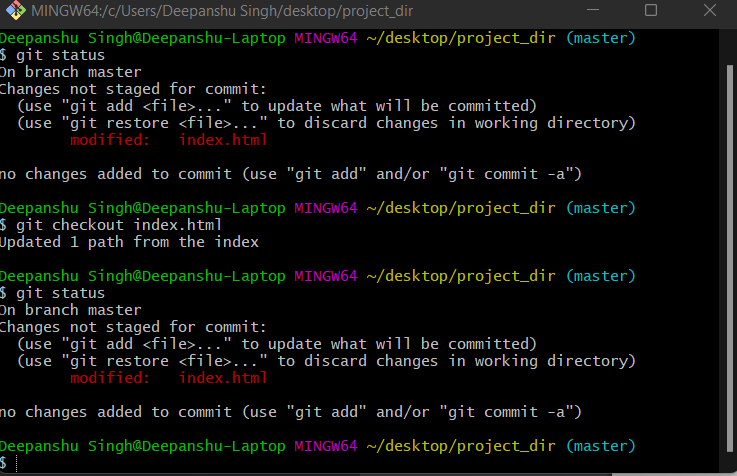 MINGW64:/c/Users/Deepanshu Singh/desktop/project_dir
Deepanshu Singh@Deepanshu-Laptop MINGW64 ~/desktop/project_dir (master)
$ git status
On branch master
Changes not staged for commit:
  (use "git add <file>..." to update what will be committed)
  (use "git restore <file>..." to discard changes in working directory)
        modified:   index.html

no changes added to commit (use "git add" and/or "git commit -a")

Deepanshu Singh@Deepanshu-Laptop MINGW64 ~/desktop/project_dir (master)
$ git checkout index.html
Updated 1 path from the index

Deepanshu Singh@Deepanshu-Laptop MINGW64 ~/desktop/project_dir (master)
$ git status
On branch master
Changes not staged for commit:
  (use "git add <file>..." to update what will be committed)
  (use "git restore <file>..." to discard changes in working directory)
        modified:   index.html

no changes added to commit (use "git add" and/or "git commit -a")

Deepanshu Singh@Deepanshu-Laptop MINGW64 ~/desktop/project_dir (master)
$